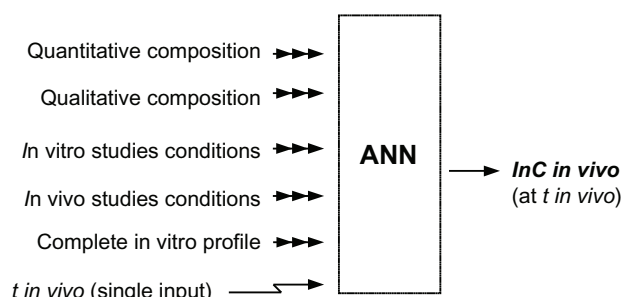 Quantitative composition
Qualitative composition
In vitro studies conditions
In vivo studies conditions
Complete in vitro profile
t in vivo (single input)
ANN
InC in vivo
(at t in vivo)